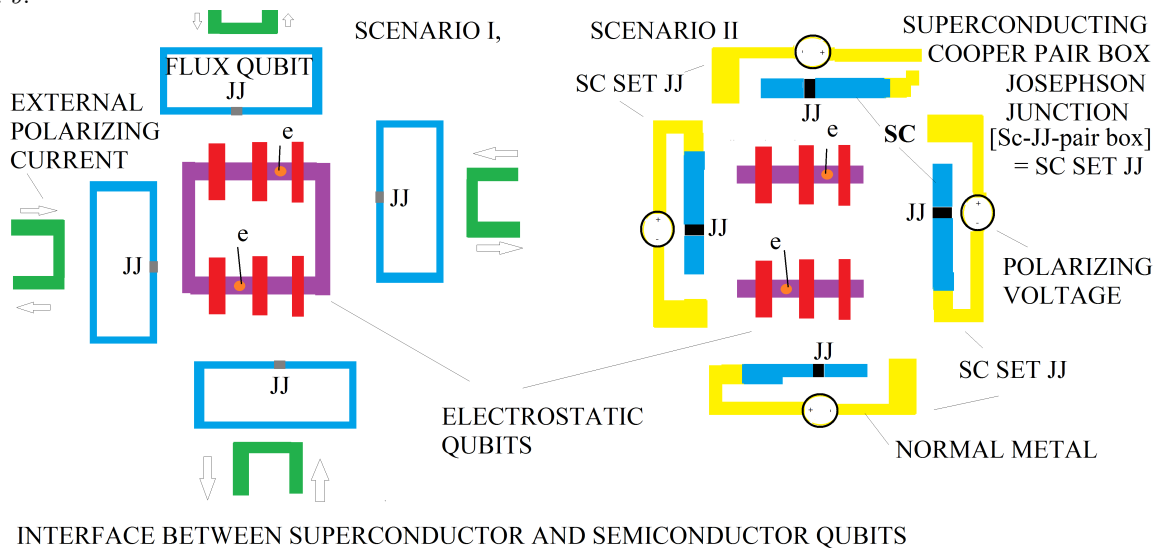 SCENARIO I,
SCENARIO II
SUPERCONDUCTING
COOPER PAIR BOX
JOSEPHSON
JUNCTION
[Sc-JJ-pair box]
= SC SET JJ
FLUX QUBIT
JJ
EXTERNAL
POLARIZING
CURRENT
e
JJ
JJ
e
JJ
ELECTROSTATIC
QUBITS
SC SET JJ
- +
JJ
SC
e
+
-
JJ
e
JJ
+
-
POLARIZING
VOLTAGE
JJ
+ -
SC SET JJ
NORMAL METAL
INTERFACE BETWEEN SUPERCONDUCTOR AND SEMICONDUCTOR QUBITS